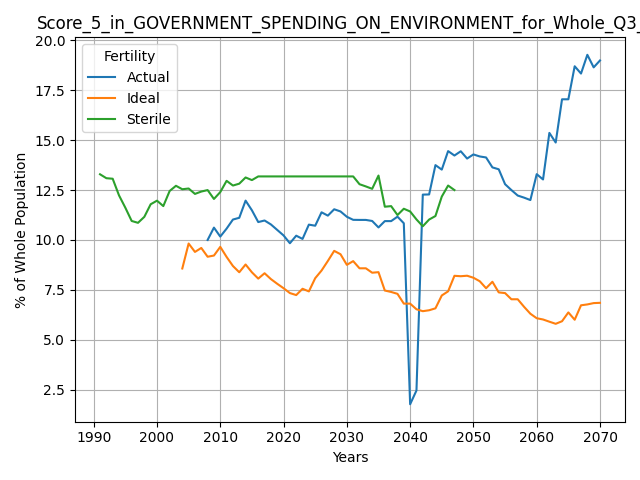 Score_5_in_GOVERNMENT_SPENDING_ON_ENVIRONMENT_for_Whole_Q3_
% of Whole Population
20.0
17.5
15.0
12.5
10.0
7.5
5.0
2.5
Fertility
Actual
Ideal
Sterile
1990 2000 2010 2020 2030 2040 2050 2060 2070
Years